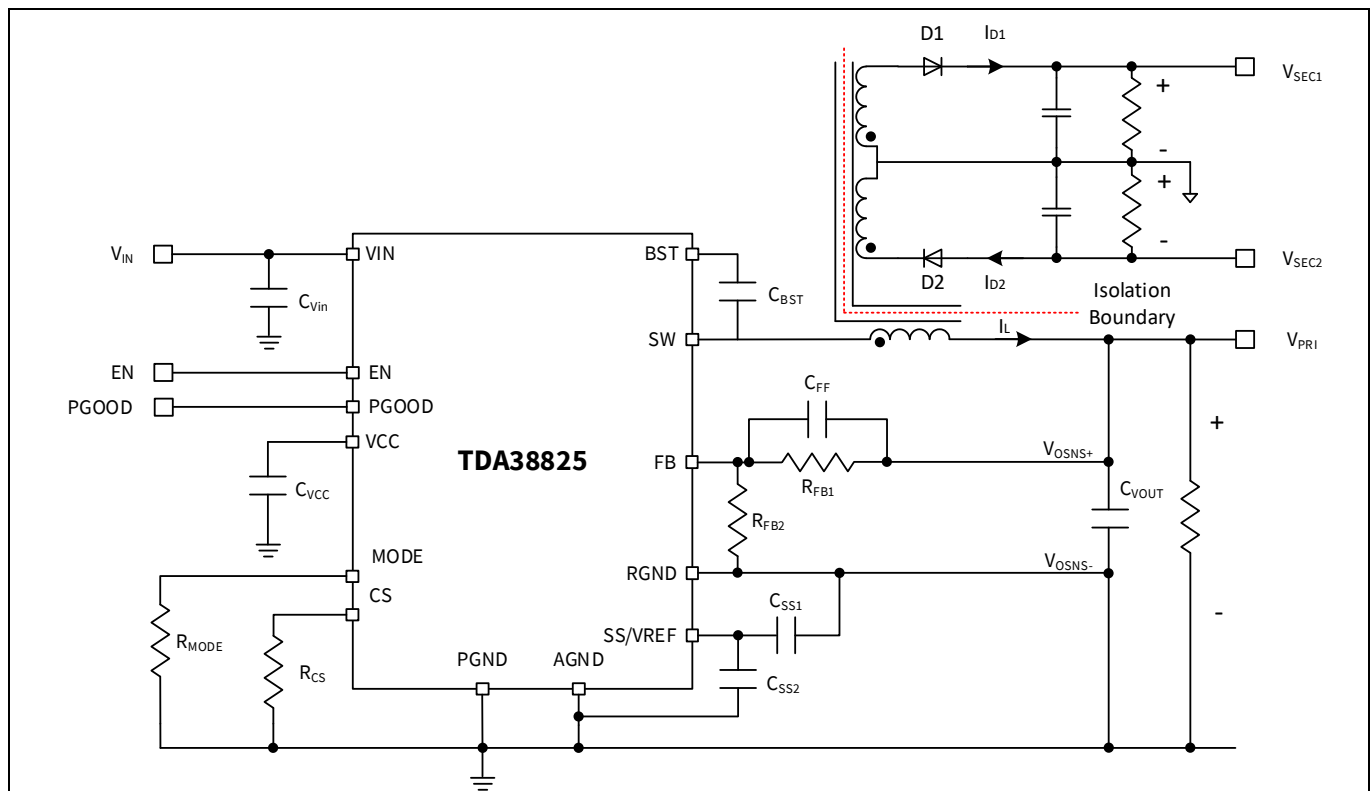 D1
ID1
VSEC1
+
-
+
-
D2
ID2
VSEC2
Isolation
Boundary
VIN
VIN
BST
CVin
CBST
SW
IL
VPRI
EN
EN
PGOOD
PGOOD
CFF
VCC
TDA38825
FB
VOSNS+
+
CVCC
RFB1
CVOUT
RFB2
MODE
RGND
VOSNS-
CS
CSS1
-
RMODE
SS/VREF
RCS
PGND
AGND
CSS2